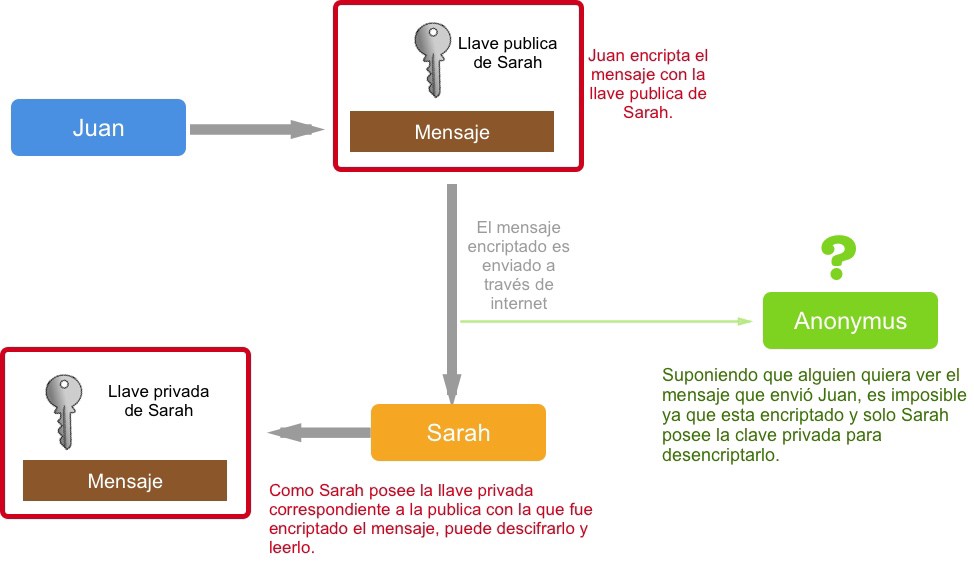 Llave publica
de Sarah
Juan encripta el
mensaje con la
llave publica de
Sarah.
Juan
Mensaje
El mensaje
encriptado es
enviado a
través de
internet
?
Anonymus
Suponiendo que alguien quiera ver el
mensaje que envió Juan, es imposible
ya que esta encriptado y solo Sarah
posee la clave privada para
desencriptarlo.
Llave privada
de Sarah
Mensaje
Sarah
Como Sarah posee la llave privada
correspondiente a la publica con la que fue
encriptado el mensaje, puede descifrarlo y
leerlo.